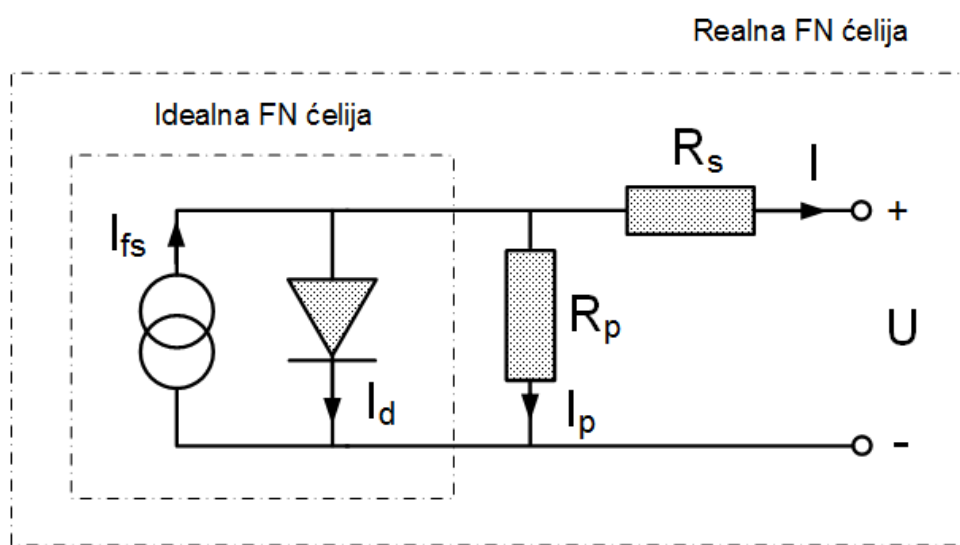 Realna FN ćelija
Idealna FN ćelija
Rs
I
+
Ifs
Rp
U
Id
Ip
-